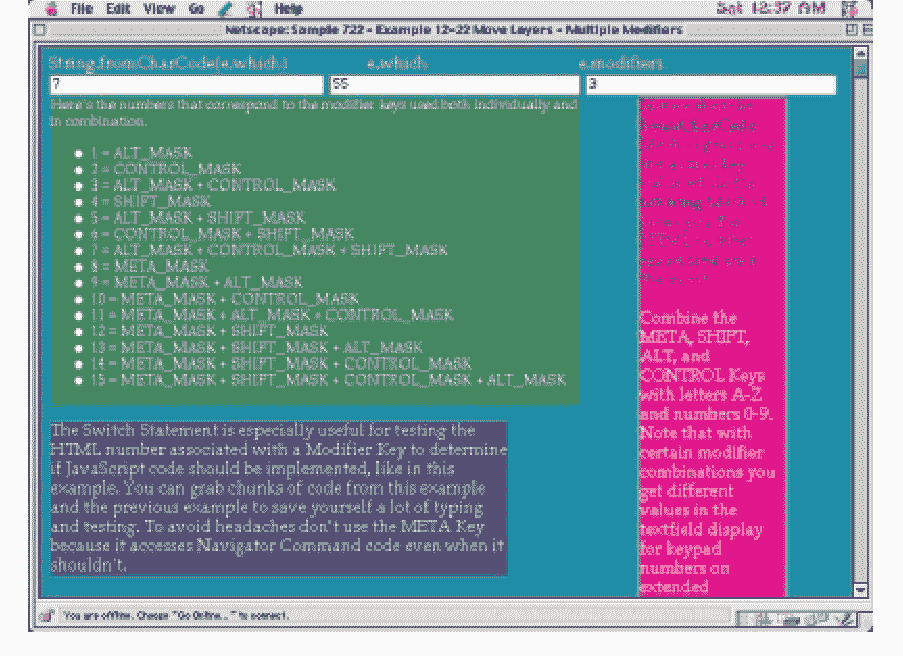 File Edit View Go Help
Sat 12:37 AM
Netscape: Sample 722 - Example 12-22 Move Layers - Multiple Modifiers
String.fromCharCode(e.which) e.which e.modifiers
7 55 3
Here's the numbers that correspond to the modifier keys used both individually and
in combination.
1 = ALT_MASK
2 = CONTROL_MASK
3 = ALT_MASK + CONTROL_MASK
4 = SHIFT_MASK
5 = ALT_MASK + SHIFT_MASK
6 = CONTROL_MASK + SHIFT_MASK
7 = ALT_MASK + CONTROL_MASK + SHIFT_MASK
8 = META_MASK
9 = META_MASK + ALT_MASK
10 = META_MASK + CONTROL_MASK
11 = META_MASK + ALT_MASK + CONTROL_MASK
12 = META_MASK + SHIFT_MASK
13 = META_MASK + SHIFT_MASK + ALT_MASK
14 = META_MASK + SHIFT_MASK + CONTROL_MASK
15 = META_MASK + SHIFT_MASK + CONTROL_MASK + ALT_MASK
The Switch Statement is especially useful for testing the
HTML number associated with a Modifier Key to determine
if JavaScript code should be implemented, like in this
example. You can grab chunks of code from this example
and the previous example to save yourself a lot of typing
and testing. To avoid headaches don't use the META Key
because it accesses Navigator Command code even when it
shouldn't.
Combine the
META, SHIFT,
ALT, and
CONTROL Keys
with letters A-Z
and numbers 0-9.
Note that with
certain modifier
combinations you
get different
values in the
textfield display
for keypad
numbers on
extended
You are offline. Choose "Go Online..." to connect.